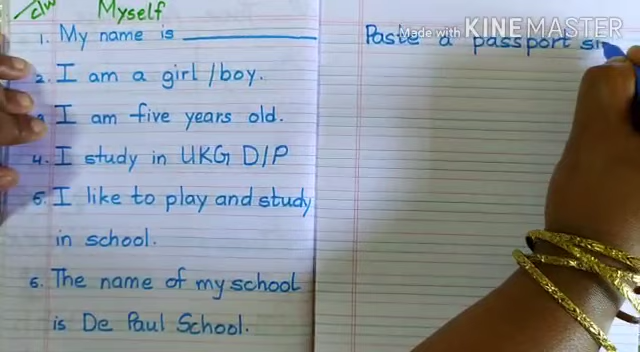 c/w Myself
1. My name is
2. I am a girl /boy.
3. I am five years old.
4. I study in UKG D/P
5. I like to play and study
in school.
6. The name of my school
is De Paul School.
Made with KINEMASTER
Paste a passport si